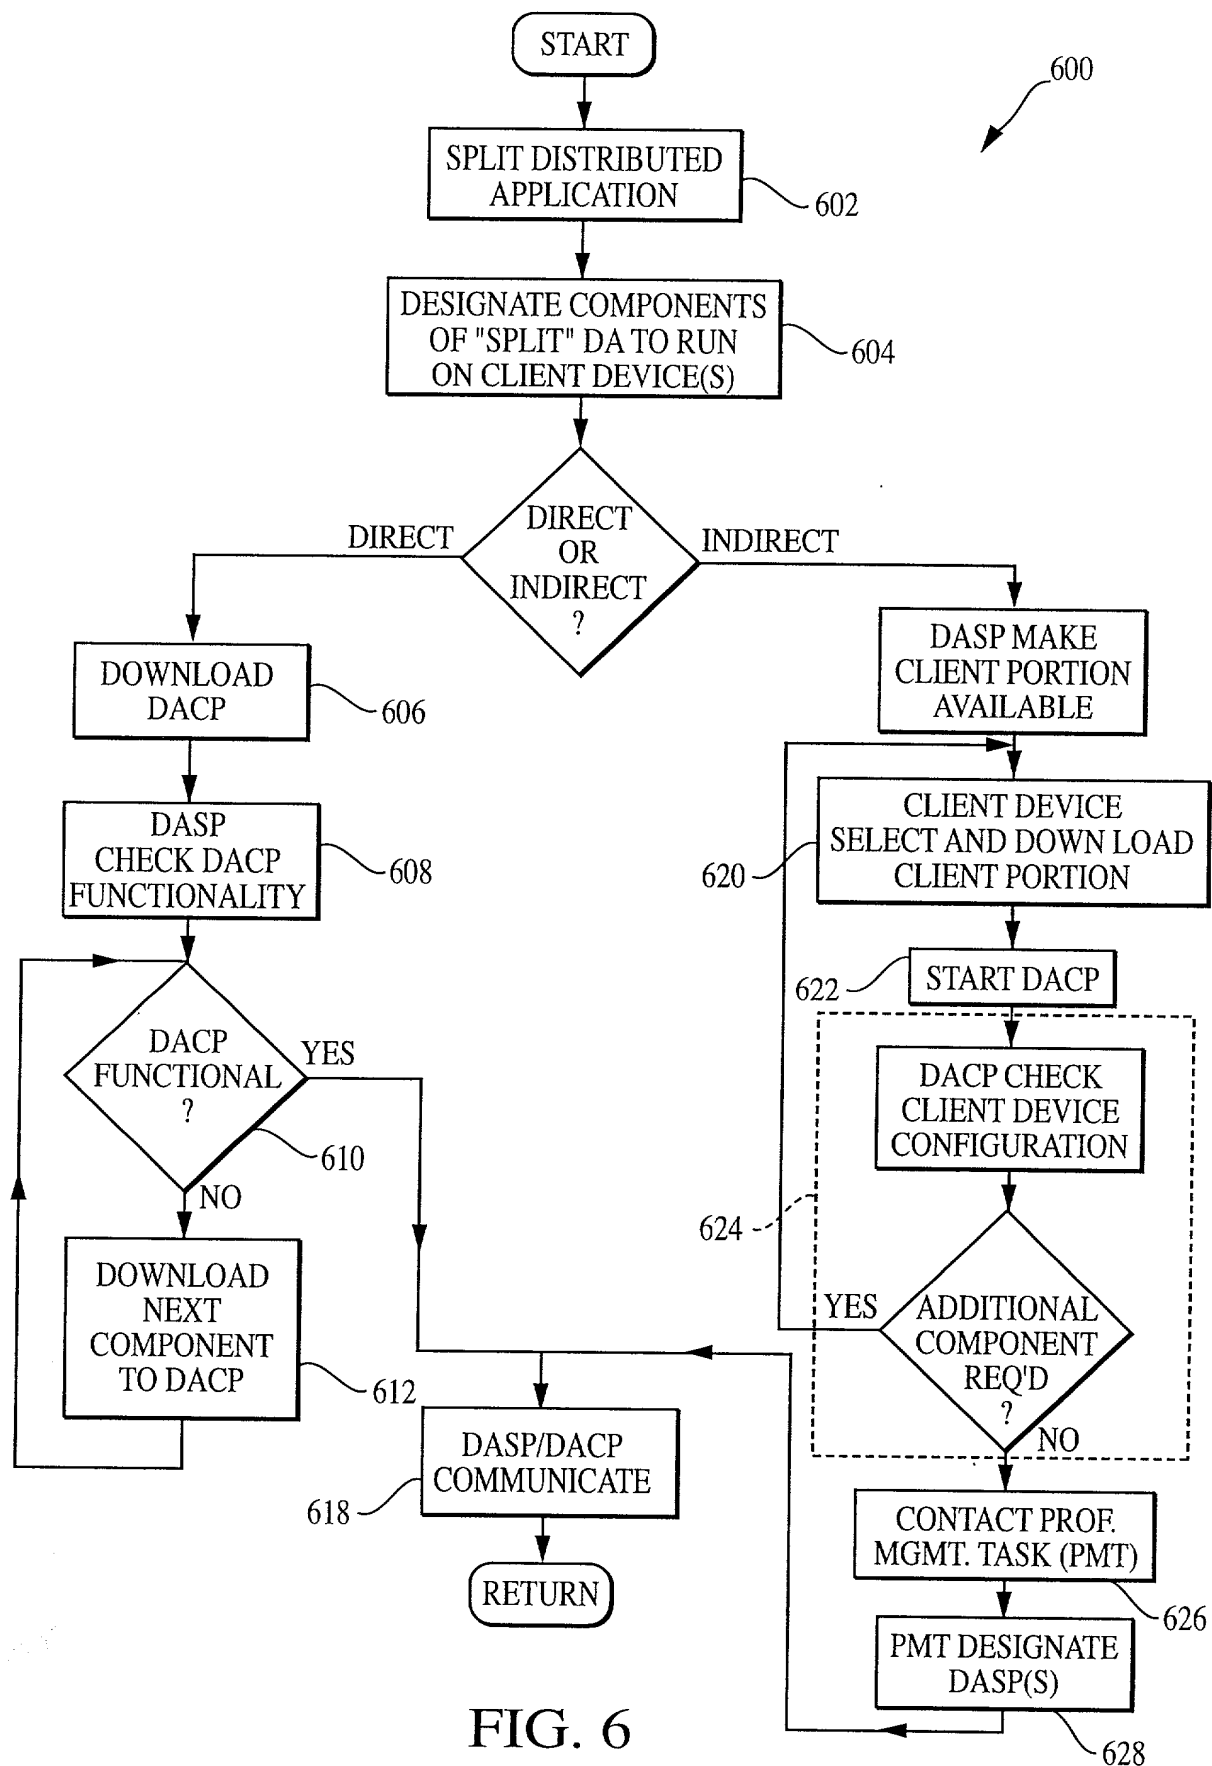 START
600
SPLIT DISTRIBUTED
APPLICATION
602
DESIGNATE COMPONENTS
OF "SPLIT" DA TO RUN
ON CLIENT DEVICE(S)
604
DIRECT
OR
INDIRECT
?
DIRECT
INDIRECT
DOWNLOAD
DACP
606
DASP
CHECK DACP
FUNCTIONALITY
608
DACP
FUNCTIONAL
?
YES
610
NO
DOWNLOAD
NEXT
COMPONENT
TO DACP
612
DASP MAKE
CLIENT PORTION
AVAILABLE
CLIENT DEVICE
SELECT AND DOWN LOAD
CLIENT PORTION
620
START DACP
622
DACP CHECK
CLIENT DEVICE
CONFIGURATION
624
YES
ADDITIONAL
COMPONENT
REQ'D
?
NO
CONTACT PROF.
MGMT. TASK (PMT)
626
PMT DESIGNATE
DASP(S)
628
DASP/DACP
COMMUNICATE
618
RETURN
FIG. 6